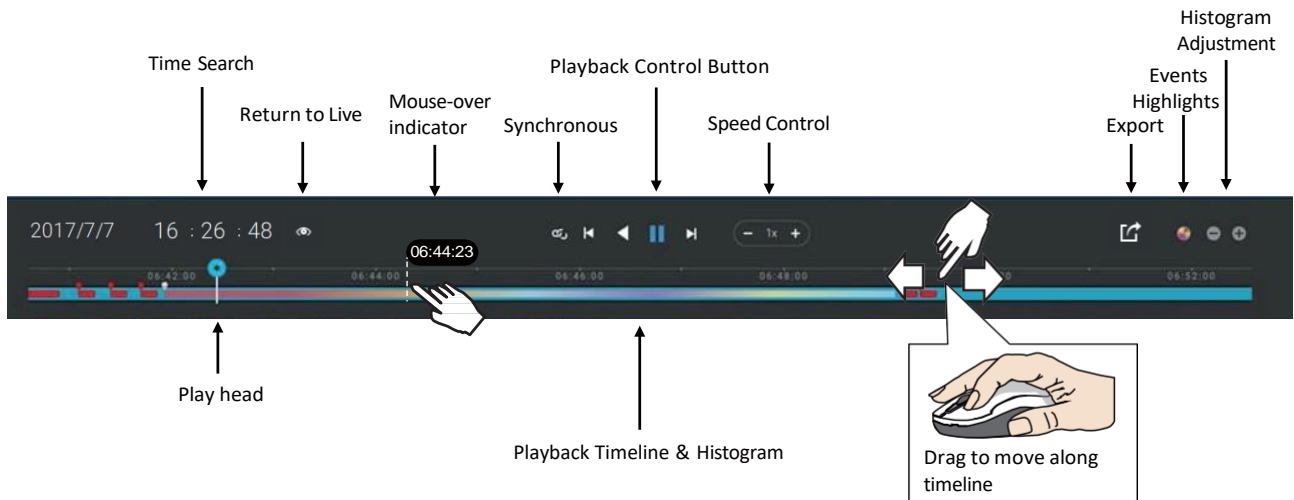 Histogram
Adjustment
Time Search
Playback Control Button
Events
Highlights
Return to Live
Mouse-over
indicator
Synchronous
Speed Control
Export
2017/7/7 16 : 26 : 48
1x
06:44:23
06:42:00 06:44:00 06:46:00 06:48:00 06:52:00
Play head
Playback Timeline & Histogram
Drag to move along
timeline